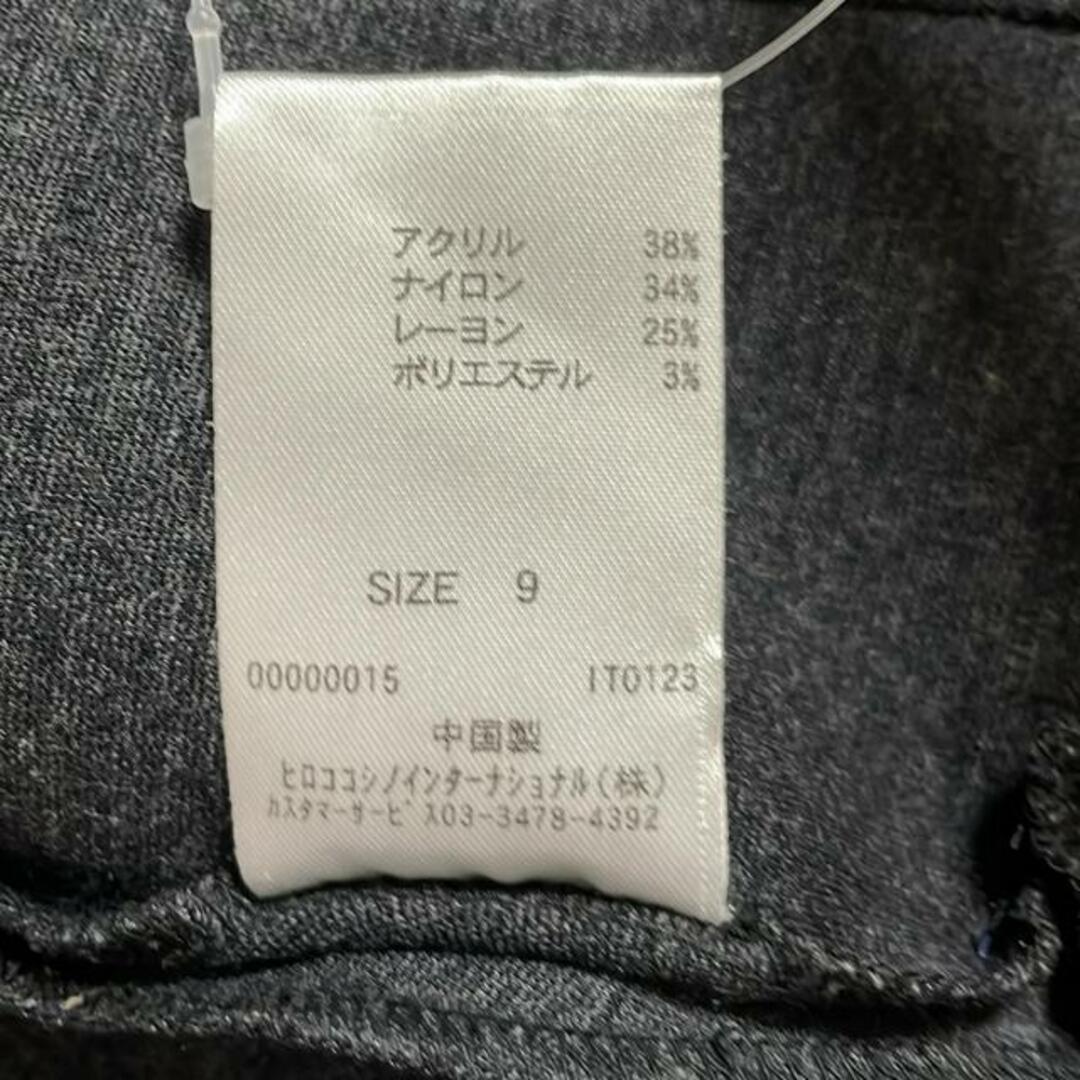 アクリル 38%
ナイロン 34%
レーヨン 25%
ポリエステル 3%
SIZE 9
00000015 IT0123
中国製
ヒロココシノインターナショナル(株)
カスタマーサービス03-3478-4392